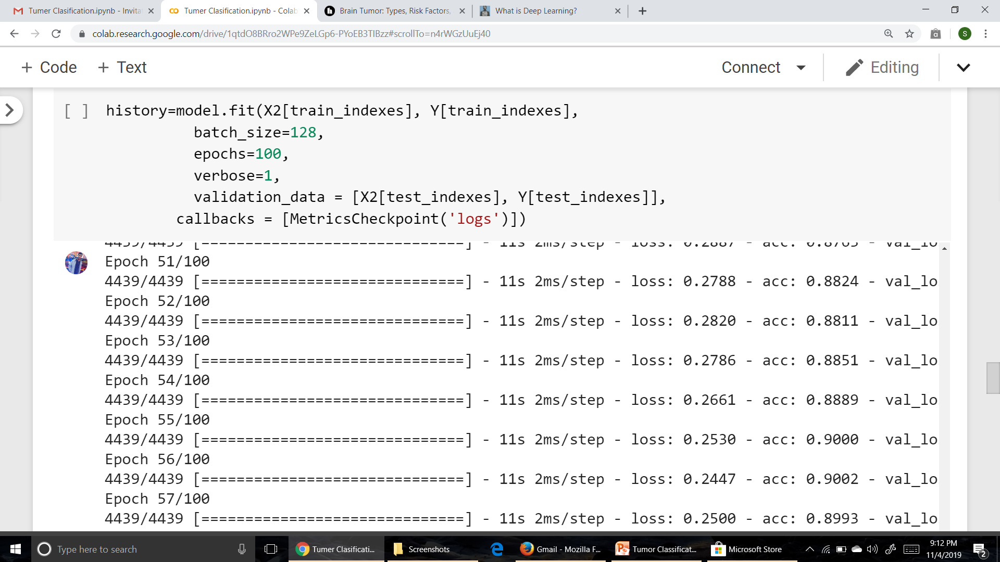 Tumer Clasification.ipynb - Invita
Tumer Clasification.ipynb - Colab
Brain Tumor: Types, Risk Factors,
What is Deep Learning?
colab.research.google.com/drive/1qtdO8BRro2WPe9ZeLGp6-PYoEB3TIBzz#scrollTo=n4rWGzUuEj40
S
+ Code + Text
Connect
Editing
[ ] history=model.fit(X2[train_indexes], Y[train_indexes],
batch_size=128,
epochs=100,
verbose=1,
validation_data = [X2[test_indexes], Y[test_indexes]],
callbacks = [MetricsCheckpoint('logs')])
4439/4439 [==============================] - 11s 2ms/step - loss: 0.2887 - acc: 0.8763 - val_lo
Epoch 51/100
4439/4439 [==============================] - 11s 2ms/step - loss: 0.2788 - acc: 0.8824 - val_lo
Epoch 52/100
4439/4439 [==============================] - 11s 2ms/step - loss: 0.2820 - acc: 0.8811 - val_lo
Epoch 53/100
4439/4439 [==============================] - 11s 2ms/step - loss: 0.2786 - acc: 0.8851 - val_lo
Epoch 54/100
4439/4439 [==============================] - 11s 2ms/step - loss: 0.2661 - acc: 0.8889 - val_lo
Epoch 55/100
4439/4439 [==============================] - 11s 2ms/step - loss: 0.2530 - acc: 0.9000 - val_lo
Epoch 56/100
4439/4439 [==============================] - 11s 2ms/step - loss: 0.2447 - acc: 0.9002 - val_lo
Epoch 57/100
4439/4439 [==============================] - 11s 2ms/step - loss: 0.2500 - acc: 0.8993 - val_lo
Type here to search
Tumer Clasificati...
Screenshots
Gmail - Mozilla F...
Tumor Classificat...
Microsoft Store
9:12 PM
11/4/2019
2